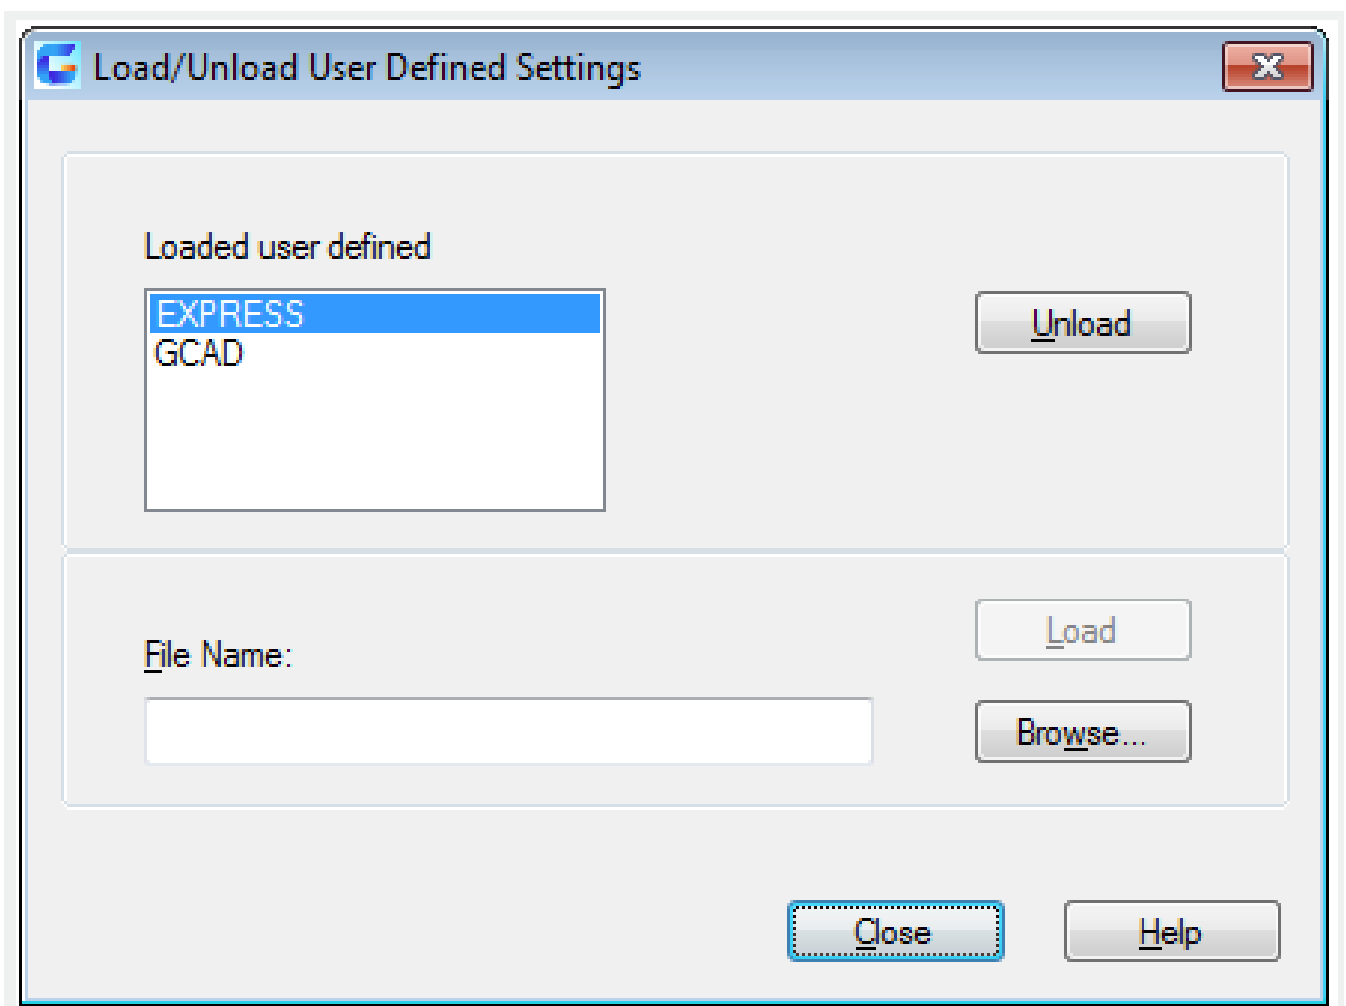 Load/Unload User Defined Settings
Loaded user defined
EXPRESS
GCAD
Unload
Load
File Name:
Browse...
Close
Help